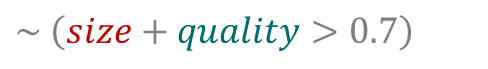 ~ (size + quality > 0.7)